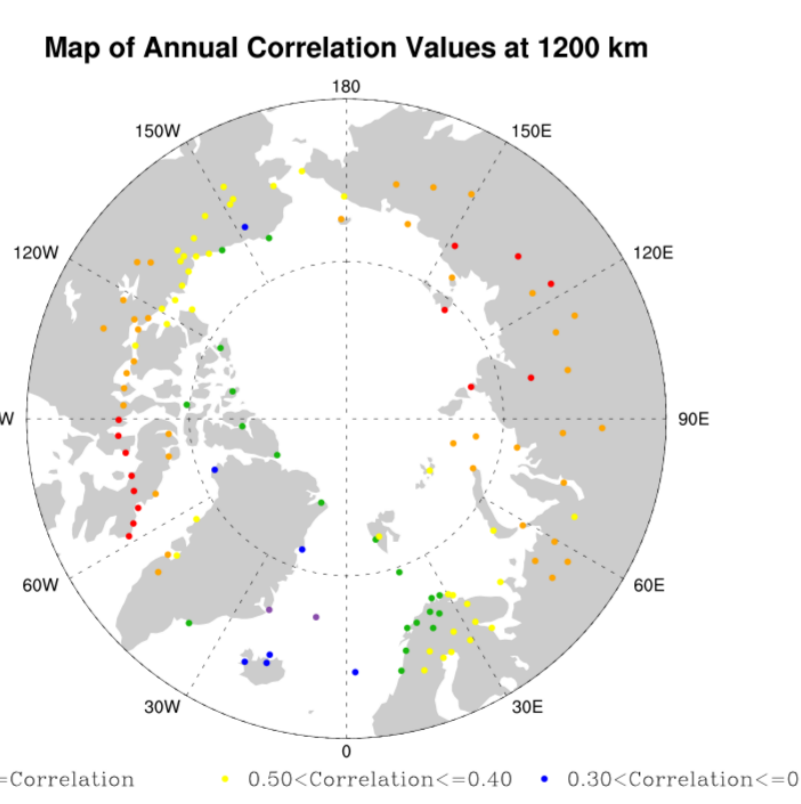 Map of Annual Correlation Values at 1200 km
180
150W 150E
120W 120E
W 90E
60W 60E
30W 30E
0
=Correlation 0.50<Correlation<=0.40 0.30<Correlation<=0